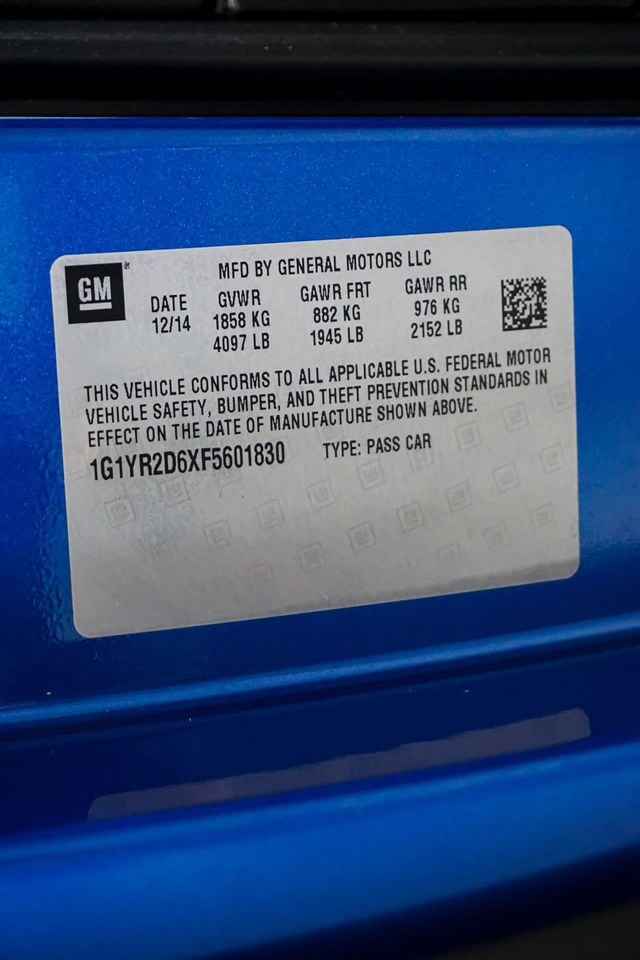 GM
MFD BY GENERAL MOTORS LLC
DATE GVWR GAWR FRT GAWR RR
12/14 1858 KG 882 KG 976 KG
4097 LB 1945 LB 2152 LB
THIS VEHICLE CONFORMS TO ALL APPLICABLE U.S. FEDERAL MOTOR
VEHICLE SAFETY, BUMPER, AND THEFT PREVENTION STANDARDS IN
EFFECT ON THE DATE OF MANUFACTURE SHOWN ABOVE.
1G1YR2D6XF5601830 TYPE: PASS CAR